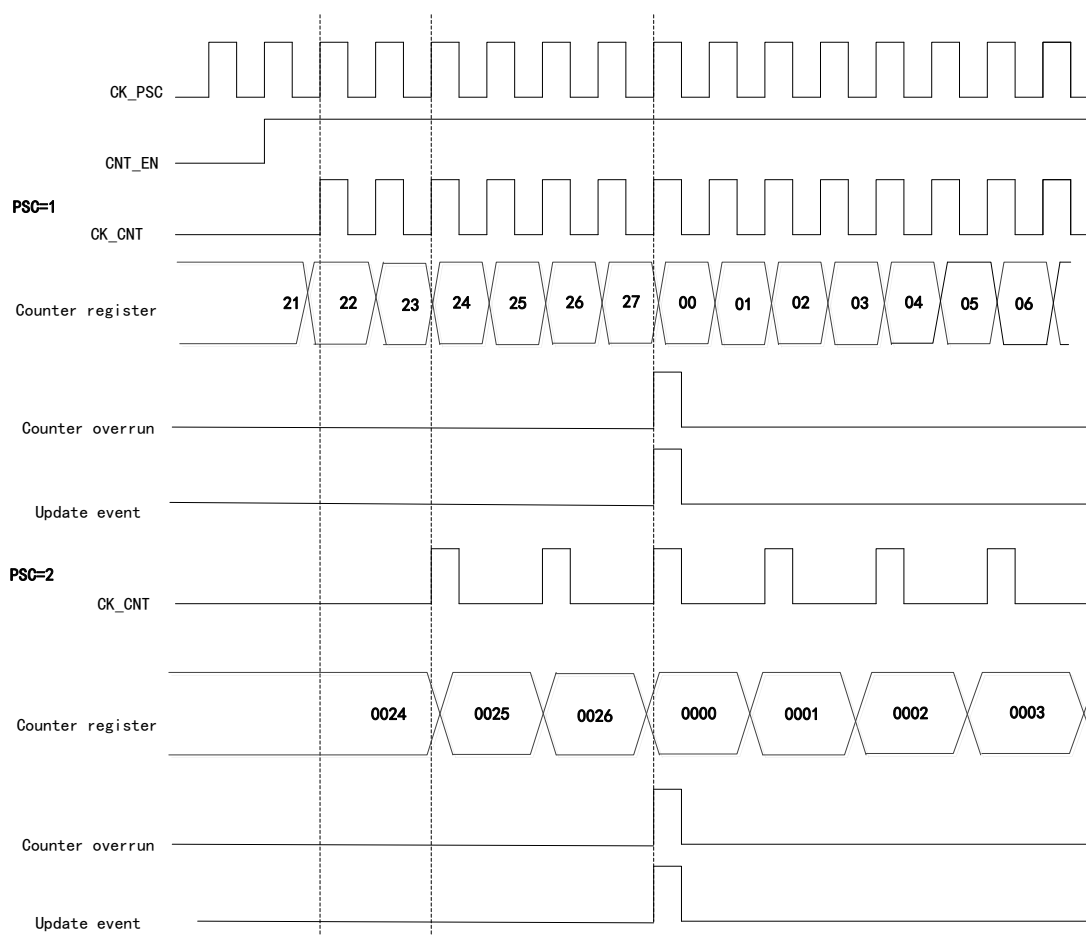 CK_PSC
CNT_EN
PSC=1
CK_CNT
Counter register 21 22 23 24 25 26 27 00 01 02 03 04 05 06
Counter overrun
Update event
PSC=2
CK_CNT
Counter register 0024 0025 0026 0000 0001 0002 0003
Counter overrun
Update event